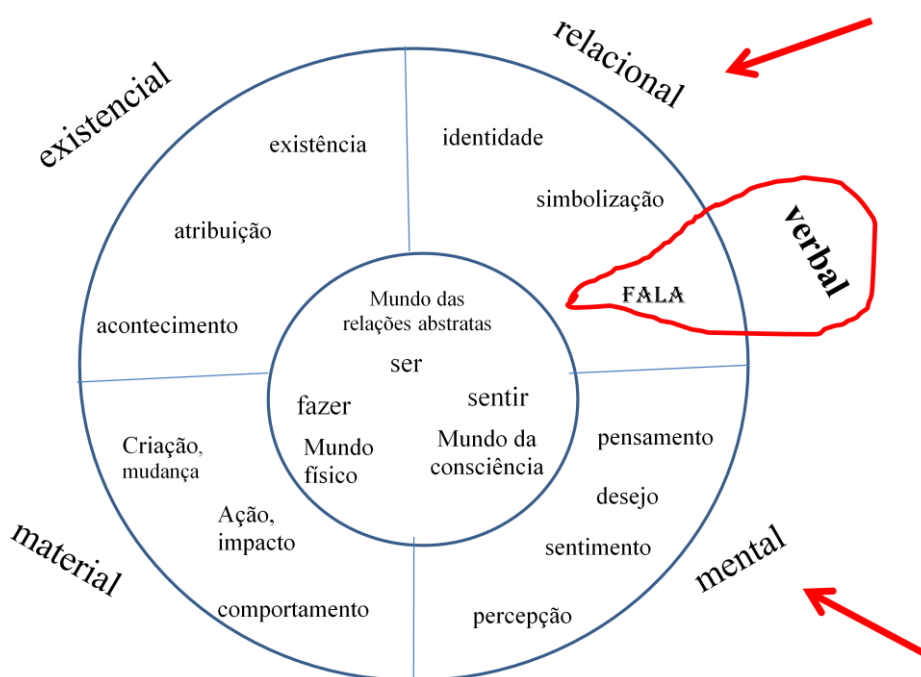 relacional
existencial
existência
identidade
simbolização
atribuição
verbal
FALA
acontecimento
Mundo das
relações abstratas
ser
fazer
sentir
Mundo
físico
Mundo da
consciência
Criação,
mudança
pensamento
desejo
Ação,
impacto
sentimento
material
mental
comportamento
percepção